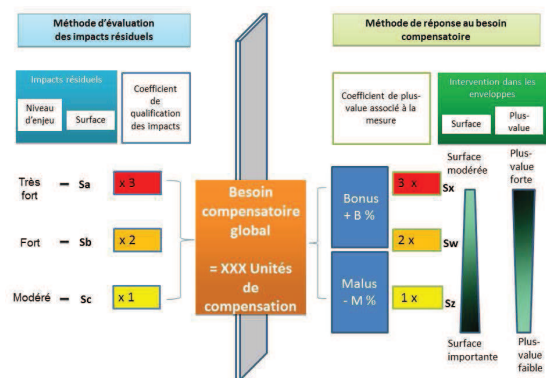 Méthode d'évaluation
des impacts résiduels
Méthode de réponse au besoin
compensatoire
Impacts résiduels
Niveau
d'enjeu
Surface
Coefficient
de
qualification
des impacts
Coefficient de plus-
value associé à la
mesure
Intervention dans les
enveloppes
Surface
Plus-
value
Très
fort
– Sa
x 3
Fort
– Sb
x 2
Modéré
– Sc
x 1
Besoin
compensatoire
global
= XXX Unités
de
compensation
Bonus
+ B %
Malus
- M %
3 x
Sx
2 x
Sw
1 x
Sz
Surface
modérée
Surface
importante
Plus-
value
forte
Plus-
value
faible